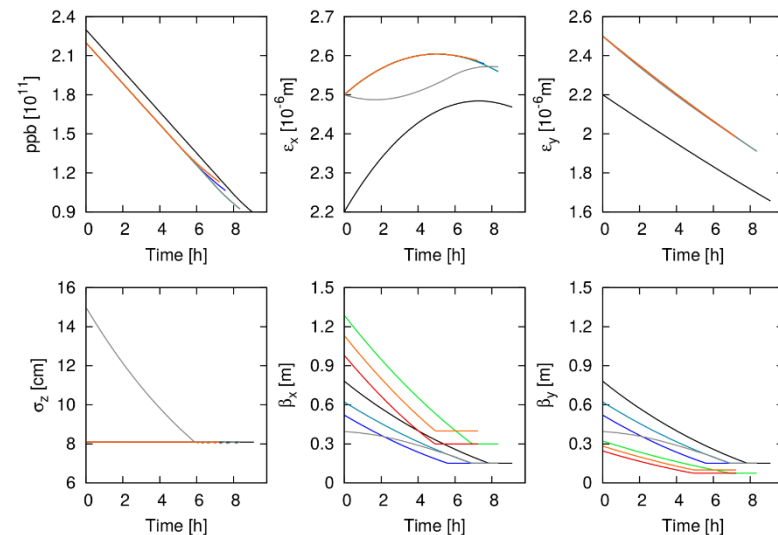 2.4
2.1
1.8
1.5
1.2
0.9
ppb [10^11]
0 2 4 6 8
Time [h]
2.7
2.6
2.5
2.4
2.3
2.2
ε_x [10^-6 m]
0 2 4 6 8
Time [h]
2.6
2.4
2.2
2
1.8
1.6
ε_y [10^-6 m]
0 2 4 6 8
Time [h]
16
14
12
10
8
6
σ_z [cm]
0 2 4 6 8
Time [h]
1.5
1.2
0.9
0.6
0.3
0
β_x [m]
0 2 4 6 8
Time [h]
1.5
1.2
0.9
0.6
0.3
0
β_y [m]
0 2 4 6 8
Time [h]